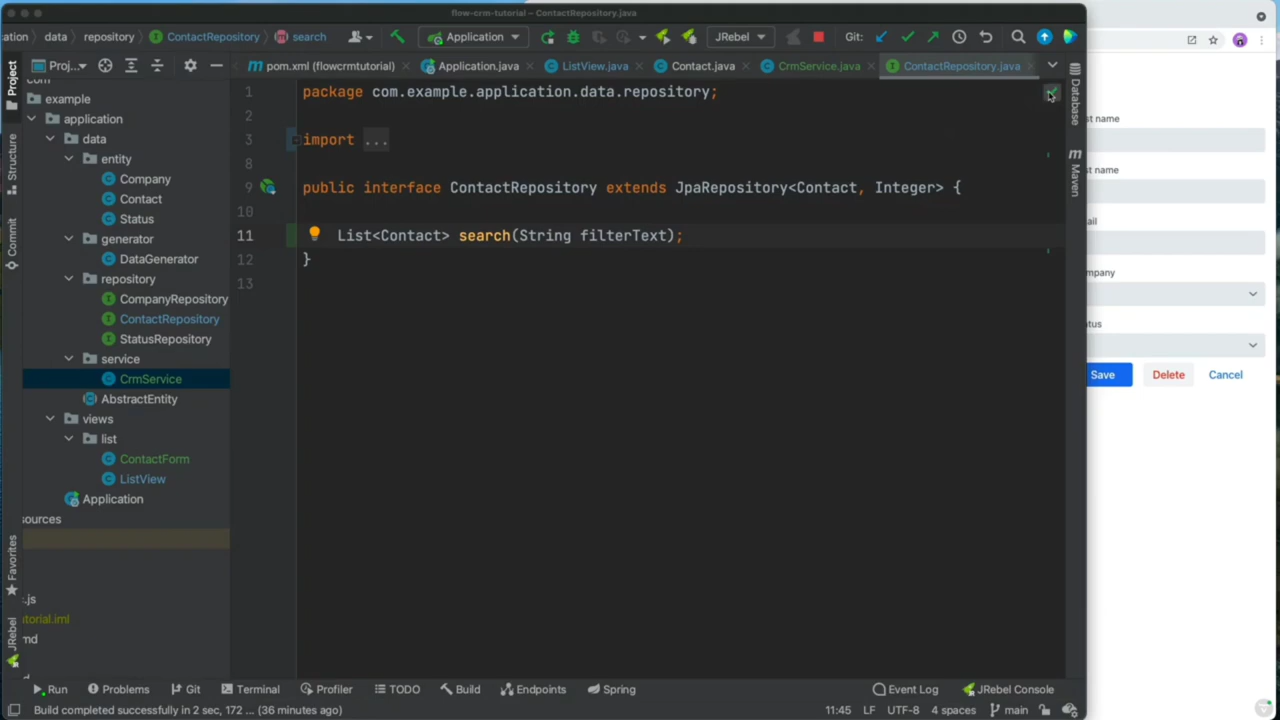 flow-crm-tutorial – ContactRepository.java
ation data repository ContactRepository search Application JRebel Git:
Proj... pom.xml (flowcrmtutorial) Application.java ListView.java Contact.java CrmService.java ContactRepository.java
Project
Structure
Commit
Favorites
JRebel
com
example
application
data
entity
Company
Contact
Status
generator
DataGenerator
repository
CompanyRepository
ContactRepository
StatusRepository
service
CrmService
AbstractEntity
views
list
ContactForm
ListView
Application
sources
.js
utorial.iml
md
1 package com.example.application.data.repository;
2
3 import ...
8
9 public interface ContactRepository extends JpaRepository<Contact, Integer> {
10
11 List<Contact> search(String filterText);
12 }
13
Database
Maven
st name
st name
ail
ompany
atus
Save Delete Cancel
Run Problems Git Terminal Profiler TODO Build Endpoints Spring Event Log JRebel Console
Build completed successfully in 2 sec, 172 ... (36 minutes ago) 11:45 LF UTF-8 4 spaces main